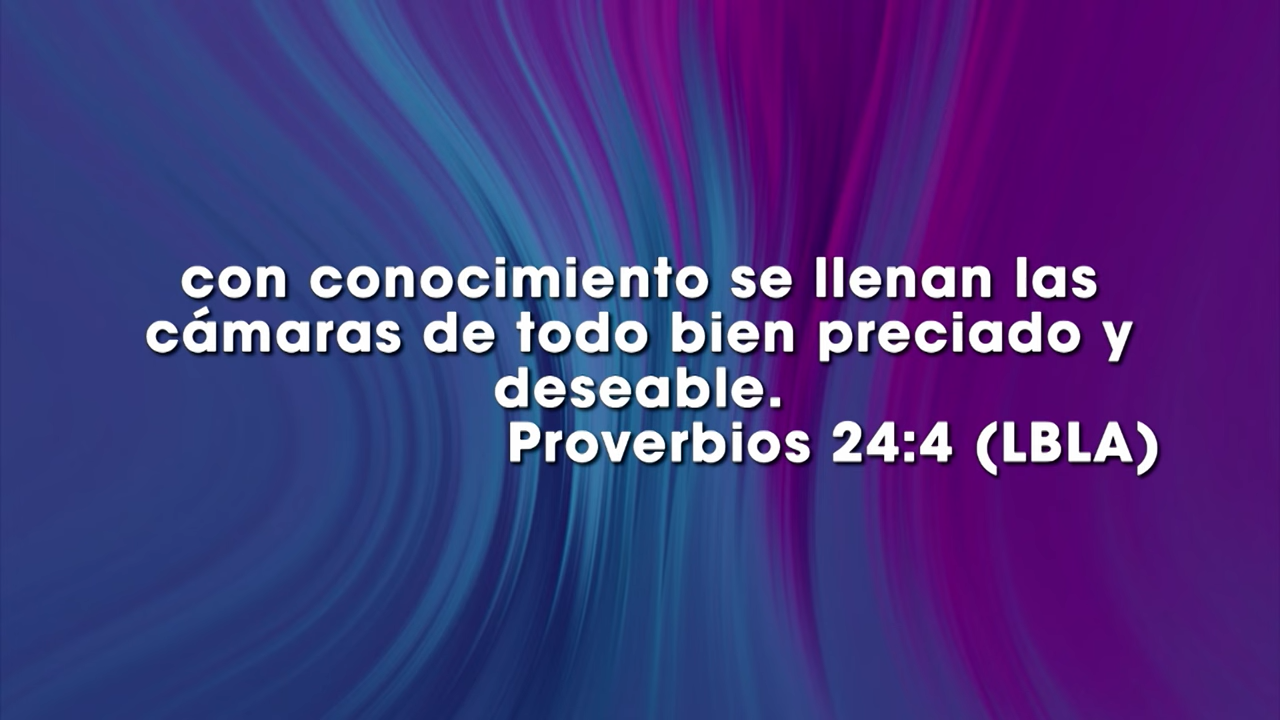 con conocimiento se llenan las
cámaras de todo bien preciado y
deseable.
Proverbios 24:4 (LBLA)